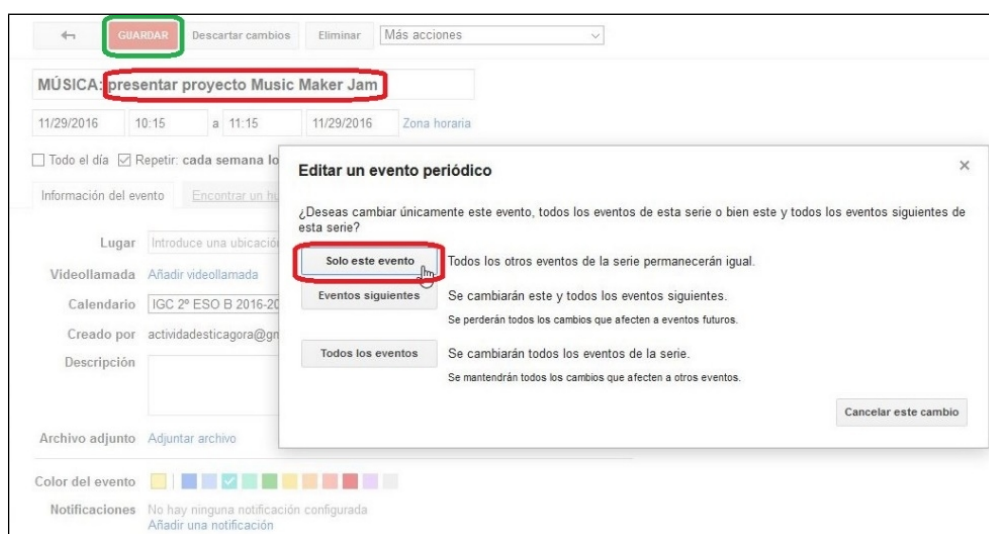 GUARDAR Descartar cambios Eliminar Más acciones
MÚSICA: presentar proyecto Music Maker Jam
11/29/2016 10:15 a 11:15 11/29/2016 Zona horaria
Todo el día Repetir: cada semana lo
Información del evento Encontrar un hu
Lugar Introduce una ubicación
Videollamada Añadir videollamada
Calendario IGC 2º ESO B 2016-20
Creado por actividadesticagora@gm
Descripción
Archivo adjunto Adjuntar archivo
Color del evento
Notificaciones No hay ninguna notificación configurada
Añadir una notificación
Editar un evento periódico
¿Deseas cambiar únicamente este evento, todos los eventos de esta serie o bien este y todos los eventos siguientes de
esta serie?
Solo este evento Todos los otros eventos de la serie permanecerán igual.
Eventos siguientes Se cambiarán este y todos los eventos siguientes.
Se perderán todos los cambios que afecten a eventos futuros.
Todos los eventos Se cambiarán todos los eventos de la serie.
Se mantendrán todos los cambios que afecten a otros eventos.
Cancelar este cambio